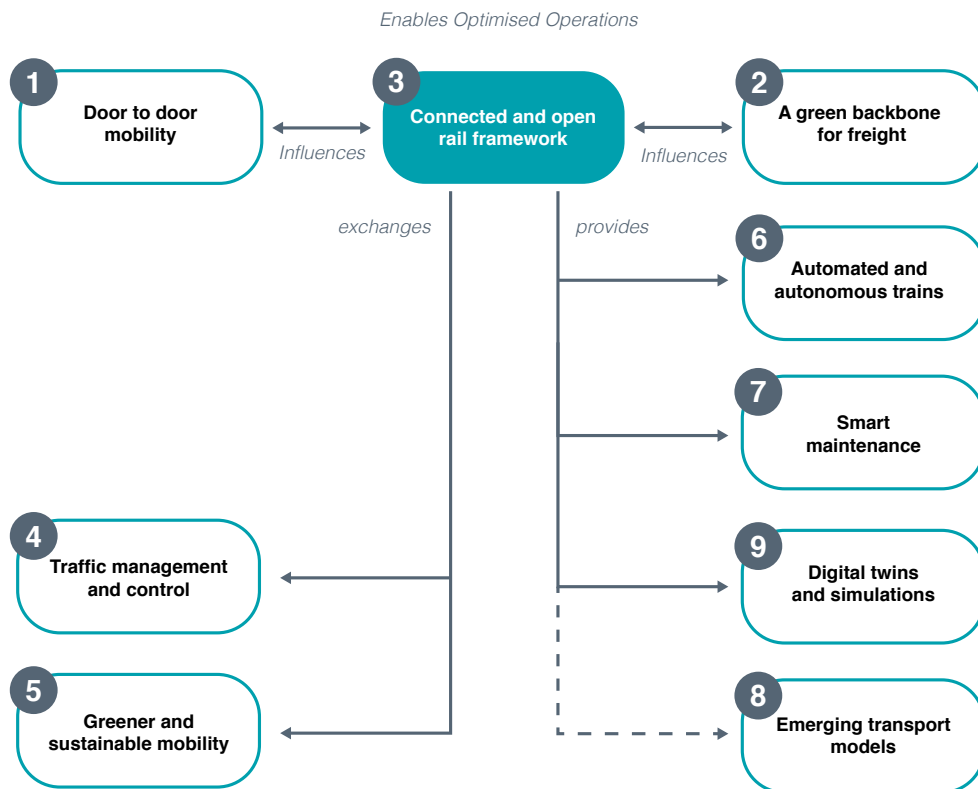 Enables Optimised Operations
1
Door to door
mobility
Influences
3
Connected and open
rail framework
Influences
2
A green backbone
for freight
exchanges
provides
6
Automated and
autonomous trains
7
Smart
maintenance
4
Traffic management
and control
9
Digital twins
and simulations
5
Greener and
sustainable mobility
8
Emerging transport
models